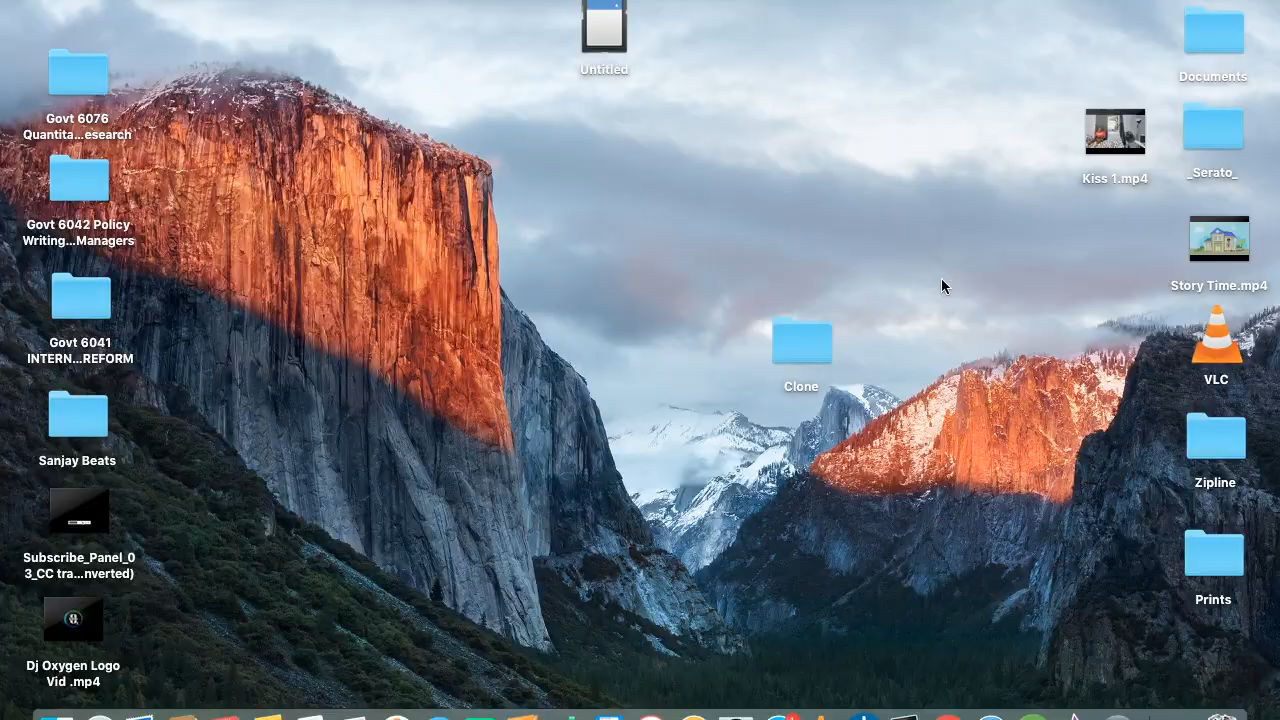 Govt 6076
Quantita...esearch
Govt 6042 Policy
Writing...Managers
Govt 6041
INTERN...REFORM
Sanjay Beats
Subscribe_Panel_0
3_CC tra...nverted)
Dj Oxygen Logo
Vid .mp4
Untitled
Clone
Kiss 1.mp4
Documents
_Serato_
Story Time.mp4
VLC
Zipline
Prints